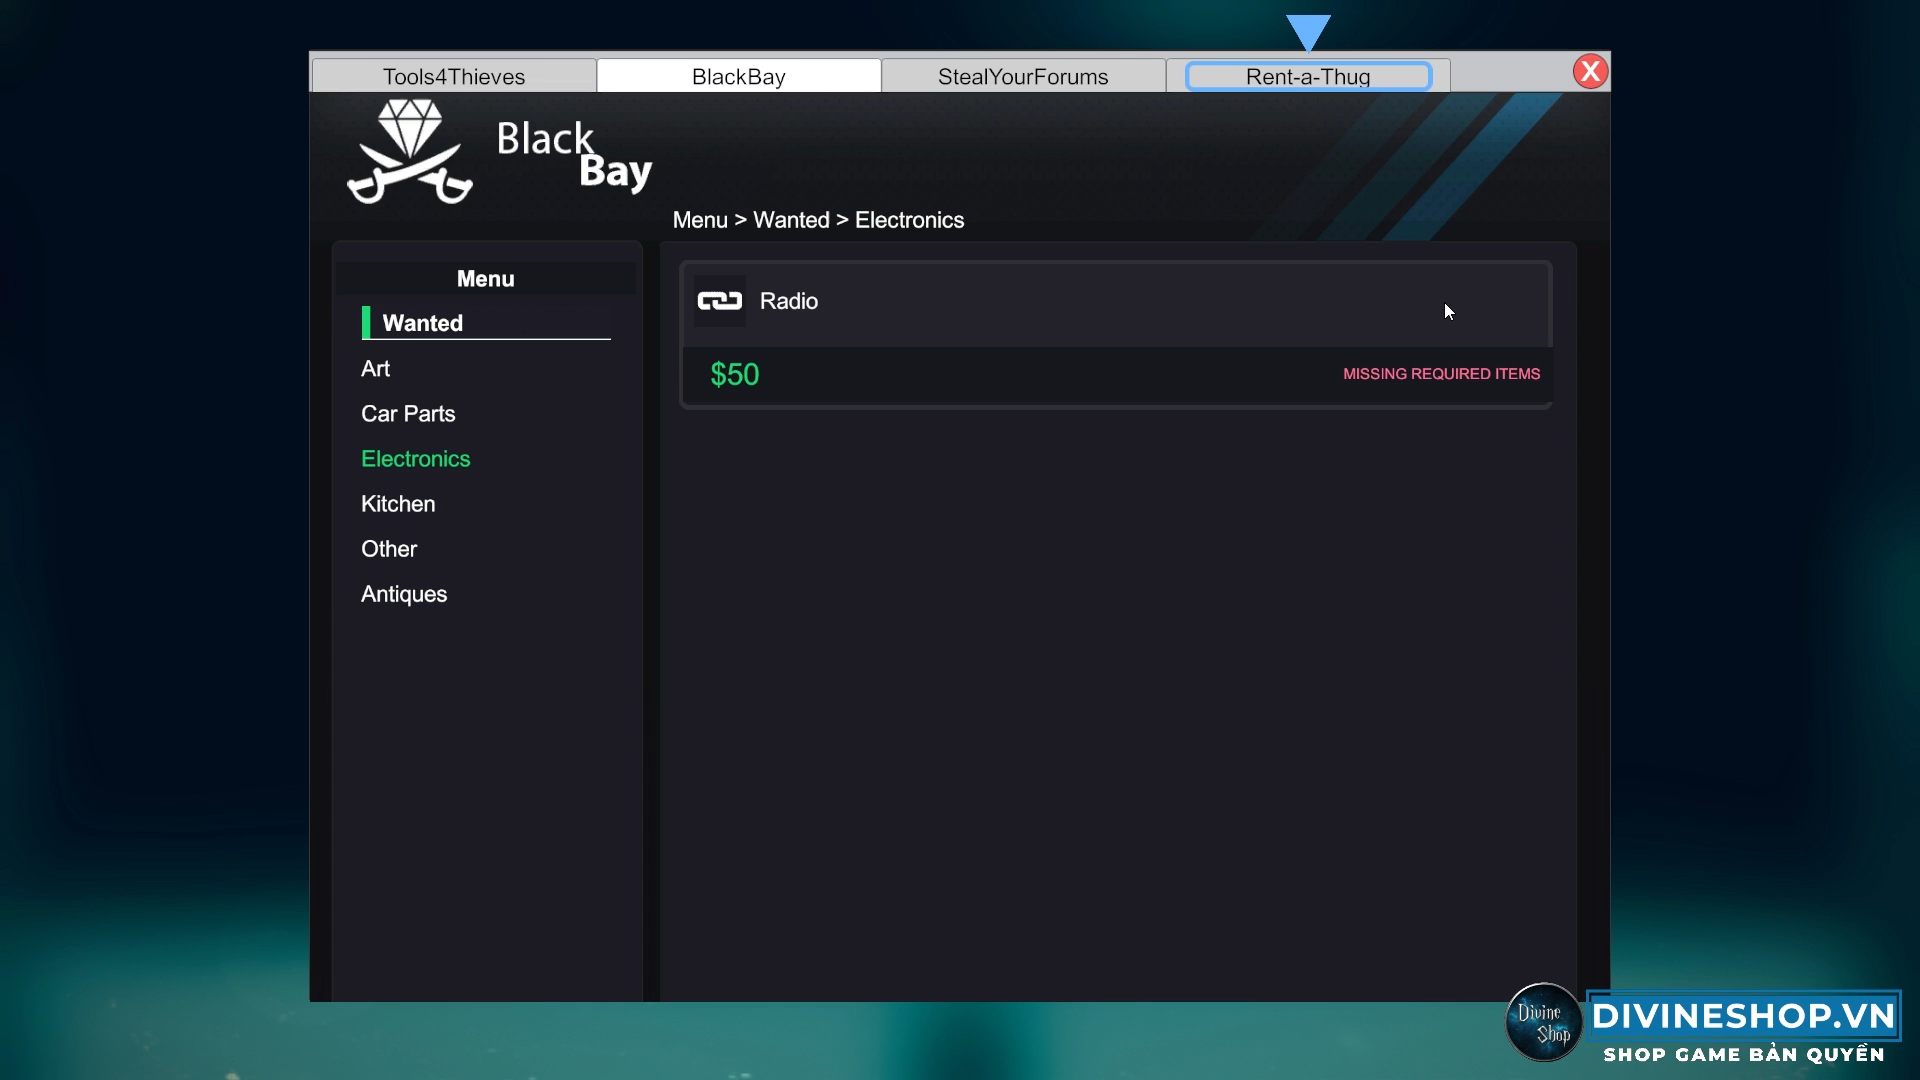 Tools4Thieves
BlackBay
StealYourForums
Rent-a-Thug
X
Black
Bay
Menu > Wanted > Electronics
Menu
Wanted
Art
Car Parts
Electronics
Kitchen
Other
Antiques
Radio
$50
MISSING REQUIRED ITEMS
Divine
Shop
DIVINESHOP.VN
SHOP GAME BẢN QUYỀN